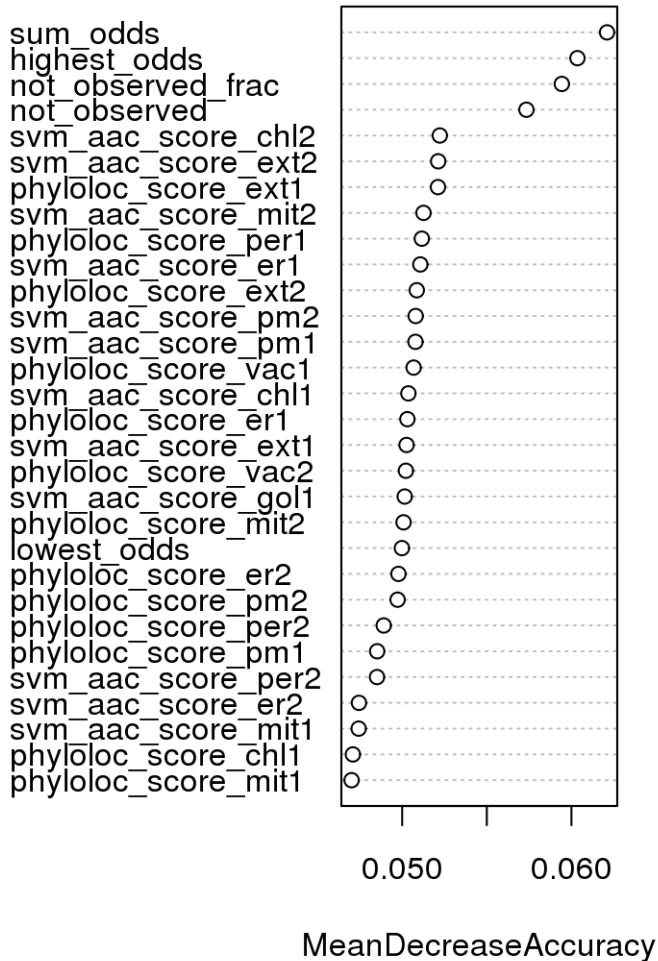 sum_odds
highest_odds
not_observed_frac
not_observed
svm_aac_score_chl2
svm_aac_score_ext2
phyloloc_score_ext1
svm_aac_score_mit2
phyloloc_score_per1
svm_aac_score_er1
phyloloc_score_ext2
svm_aac_score_pm2
svm_aac_score_pm1
phyloloc_score_vac1
svm_aac_score_chl1
phyloloc_score_er1
svm_aac_score_ext1
phyloloc_score_vac2
svm_aac_score_gol1
phyloloc_score_mit2
lowest_odds
phyloloc_score_er2
phyloloc_score_pm2
phyloloc_score_per2
phyloloc_score_pm1
svm_aac_score_per2
svm_aac_score_er2
svm_aac_score_mit1
phyloloc_score_chl1
phyloloc_score_mit1
0.050 0.060
MeanDecreaseAccuracy